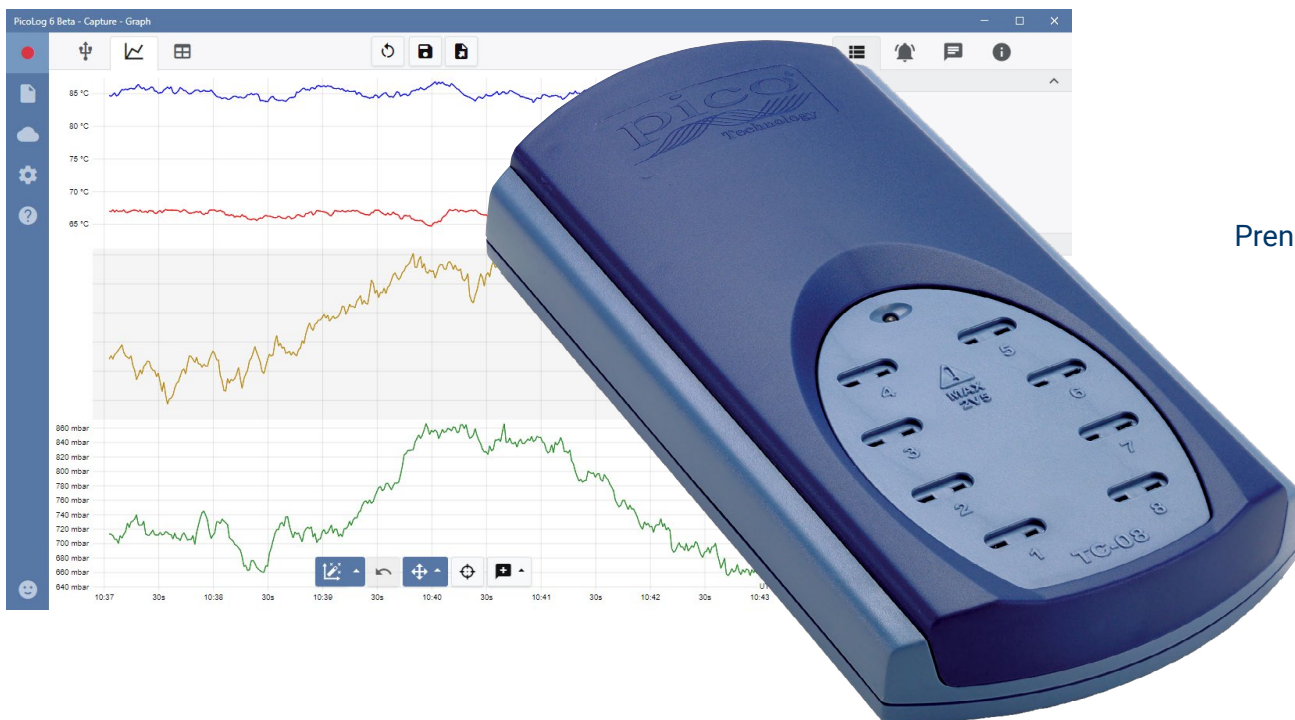 PicoLog 6 Beta - Capture - Graph
85 °C
80 °C
75 °C
70 °C
65 °C
860 mbar
840 mbar
820 mbar
800 mbar
780 mbar
760 mbar
740 mbar
720 mbar
700 mbar
680 mbar
660 mbar
640 mbar
10:37 30s 10:38 30s 10:39 30s 10:40 30s 10:41 30s 10:42 30s 10:43
pico
Technology
Pren
4 5
MAX
2V5
6
3 7
2 8
1 TC-08